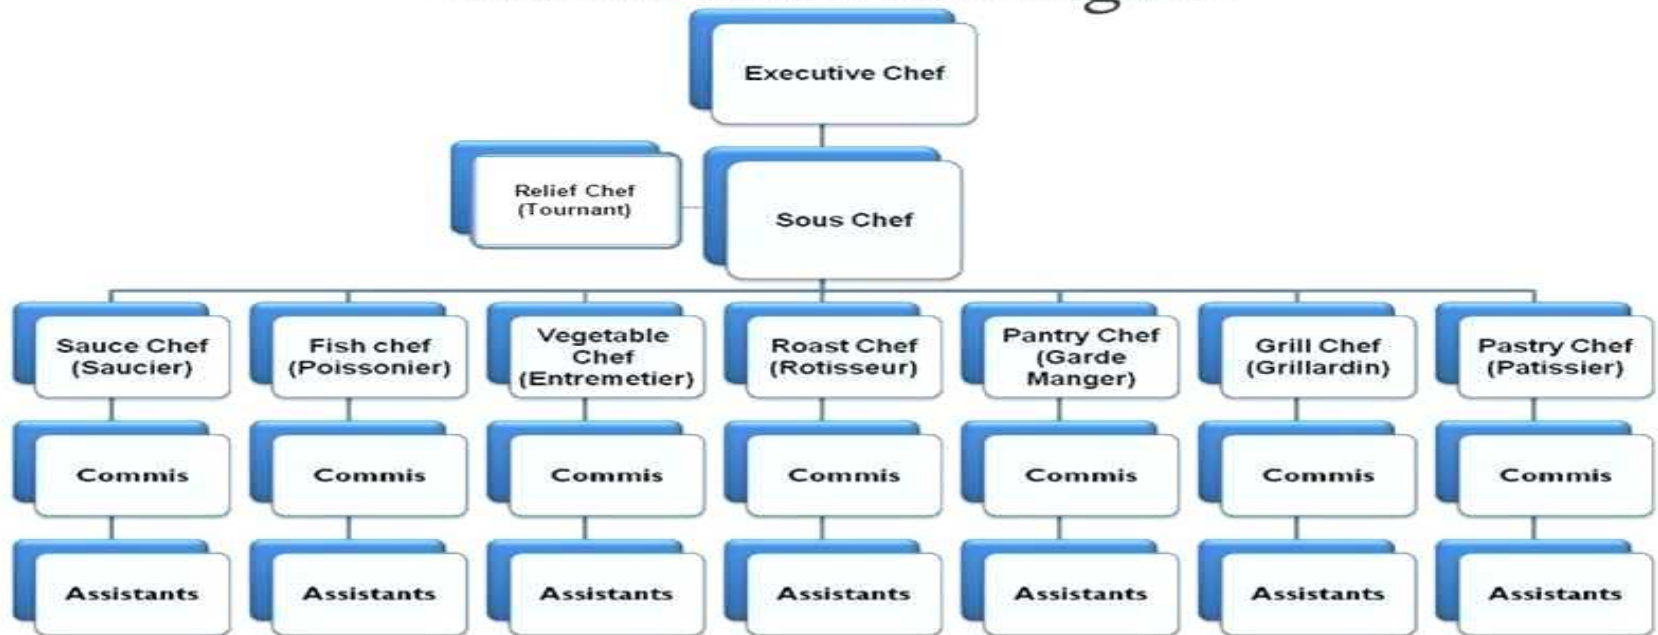 Executive Chef
Relief Chef
(Tournant)
Sous Chef
Sauce Chef
(Saucier)
Fish chef
(Poissonier)
Vegetable
Chef
(Entremetier)
Roast Chef
(Rotisseur)
Pantry Chef
(Garde
Manger)
Grill Chef
(Grillardin)
Pastry Chef
(Patissier)
Commis
Commis
Commis
Commis
Commis
Commis
Commis
Assistants
Assistants
Assistants
Assistants
Assistants
Assistants
Assistants